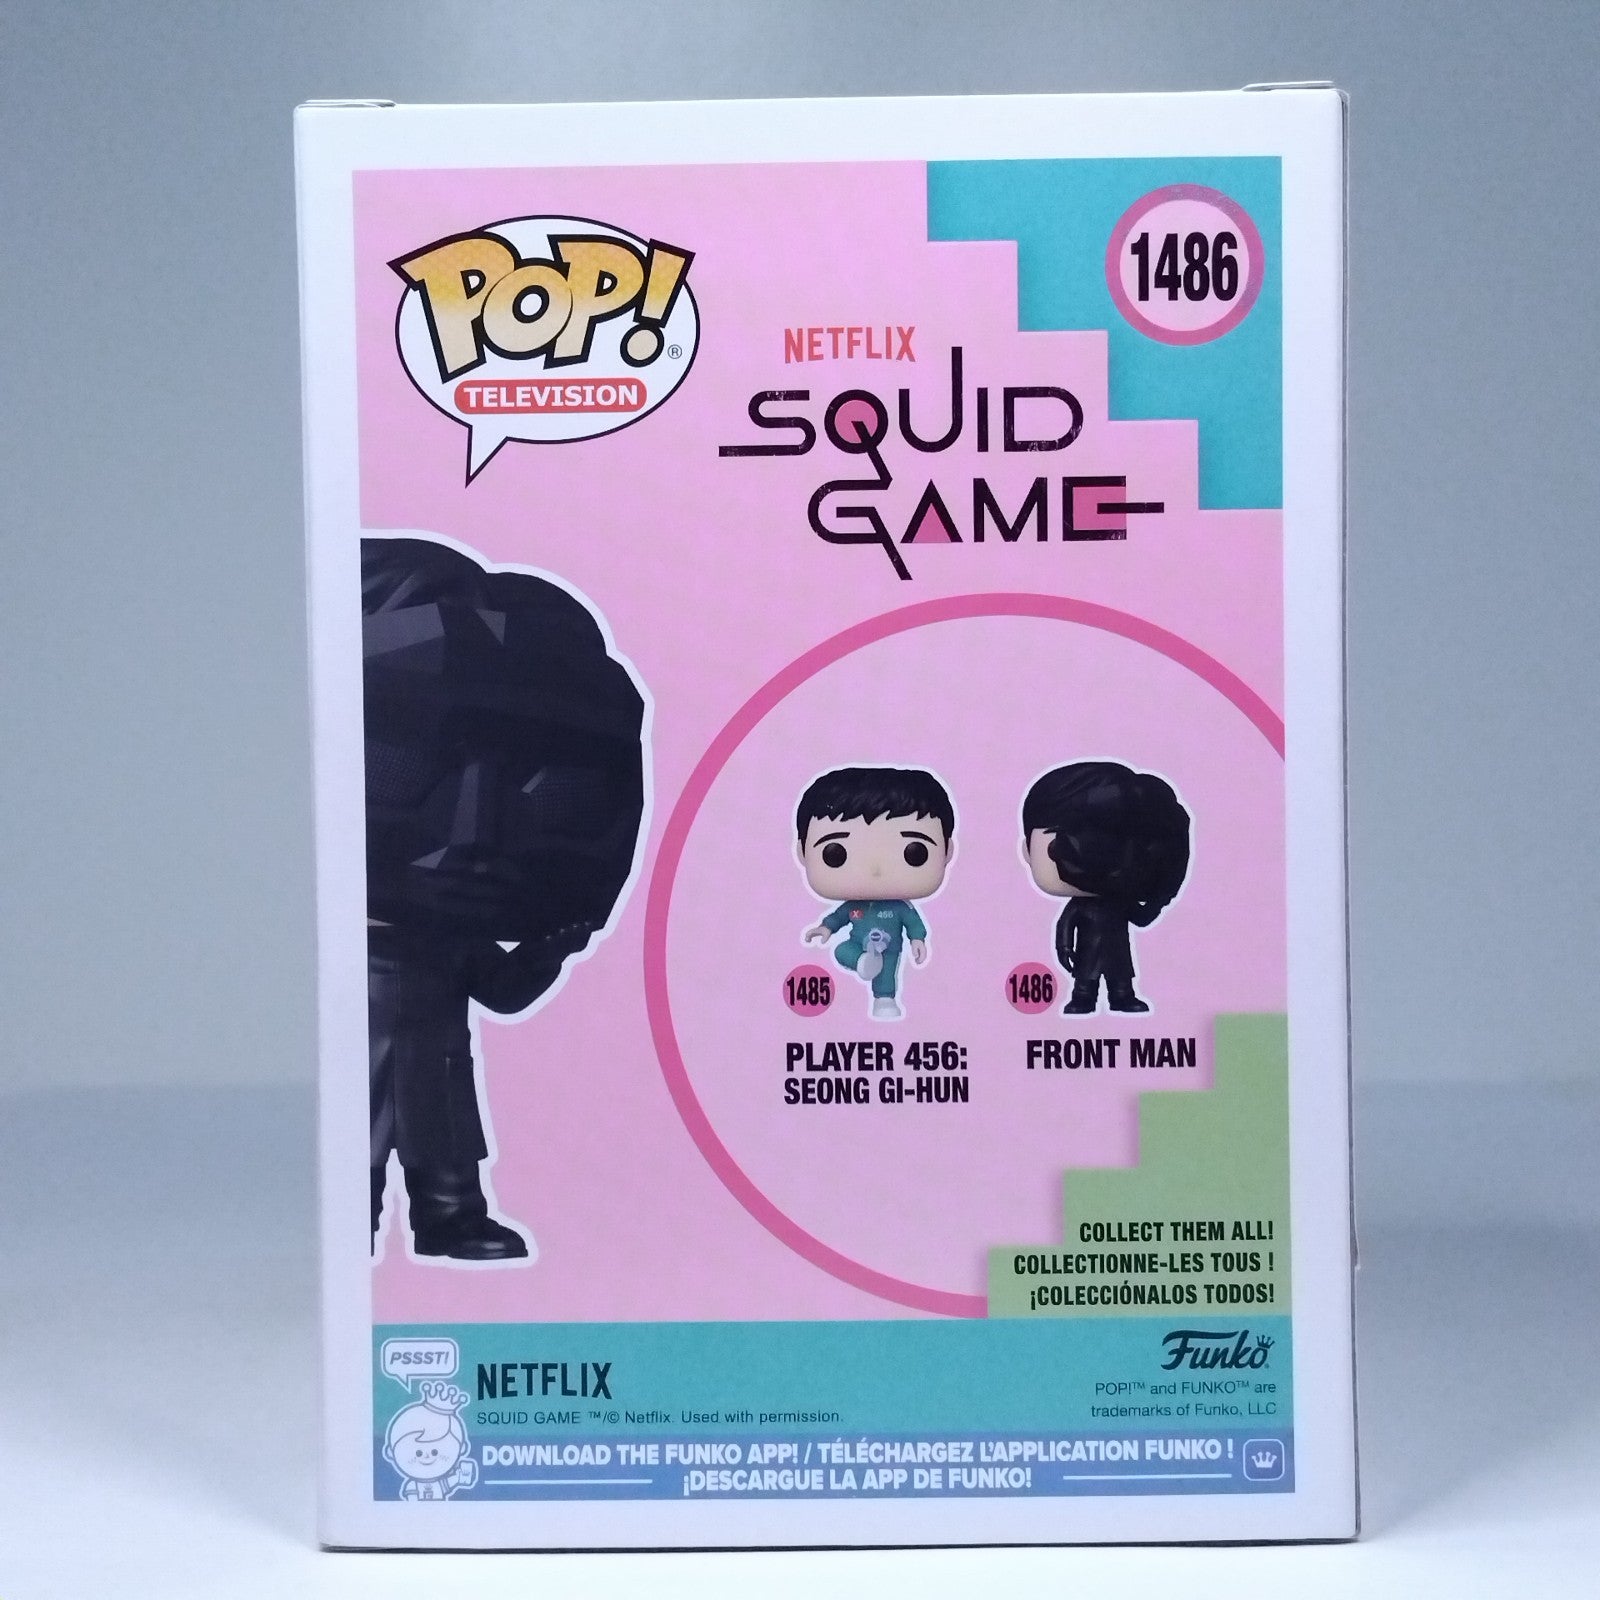 POP!®
TELEVISION
1486
NETFLIX
SQUID
GAME
X 456
1485
PLAYER 456:
SEONG GI-HUN
1486
FRONT MAN
COLLECT THEM ALL!
COLLECTIONNE-LES TOUS !
¡COLECCIÓNALOS TODOS!
PSSST!
NETFLIX
SQUID GAME ™/© Netflix. Used with permission.
Funko
POP!™ and FUNKO™ are
trademarks of Funko, LLC
DOWNLOAD THE FUNKO APP! / TÉLÉCHARGEZ L'APPLICATION FUNKO !
¡DESCARGUE LA APP DE FUNKO!